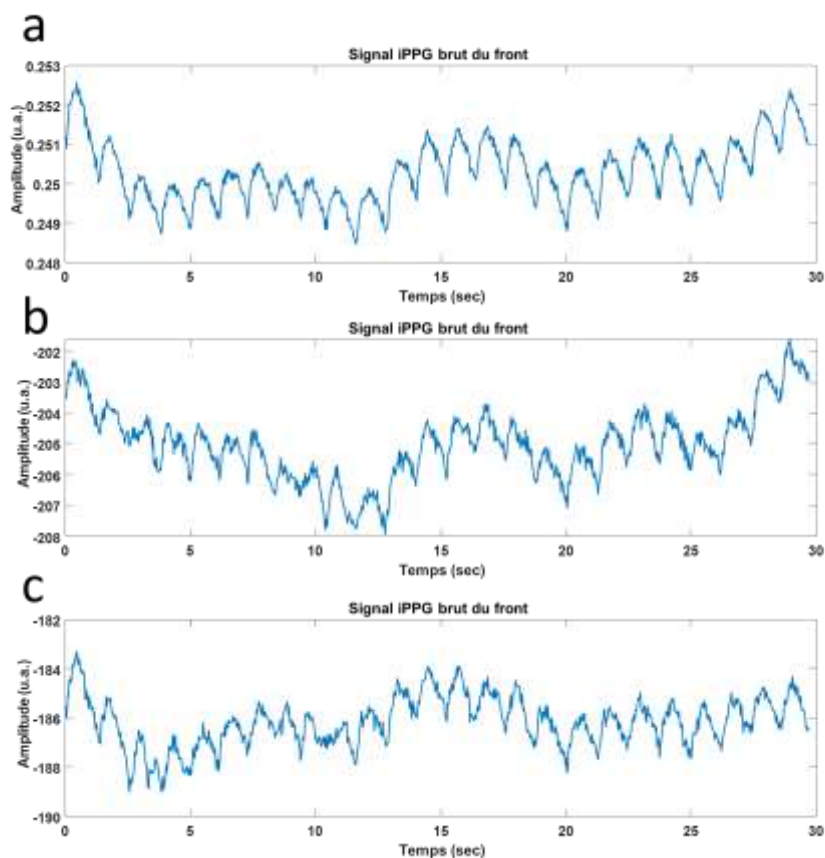 a
Signal iPPG brut du front
0.253
0.252
0.251
0.25
0.249
0.248
Amplitude (u.a.)
0 5 10 15 20 25 30
Temps (sec)
b
Signal iPPG brut du front
-202
-203
-204
-205
-206
-207
-208
Amplitude (u.a.)
0 5 10 15 20 25 30
Temps (sec)
c
Signal iPPG brut du front
-182
-184
-186
-188
-190
Amplitude (u.a.)
0 5 10 15 20 25 30
Temps (sec)